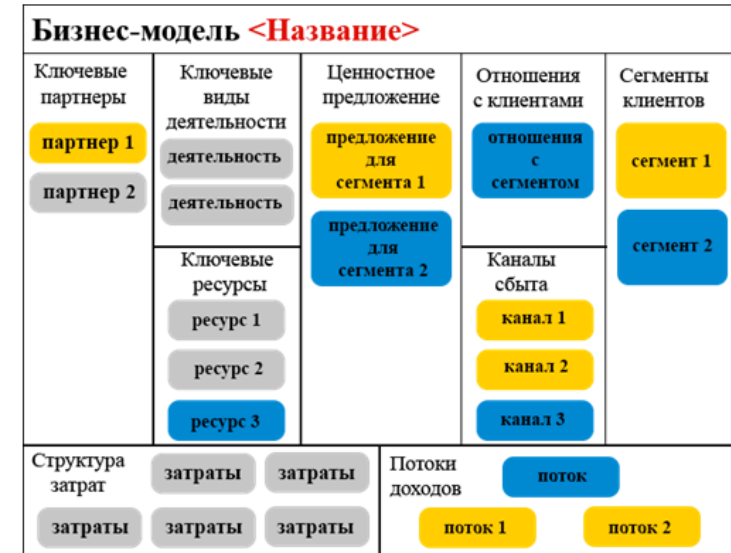 Бизнес-модель <Название>
Ключевые
партнеры
партнер 1
партнер 2
Ключевые
виды
деятельности
деятельность
деятельность
Ключевые
ресурсы
ресурс 1
ресурс 2
ресурс 3
Ценностное
предложение
предложение
для
сегмента 1
предложение
для
сегмента 2
Отношения
с клиентами
отношения
с
сегментом
Каналы
сбыта
канал 1
канал 2
канал 3
Сегменты
клиентов
сегмент 1
сегмент 2
Структура
затрат
затраты
затраты
затраты
затраты
затраты
Потоки
доходов
поток
поток 1
поток 2